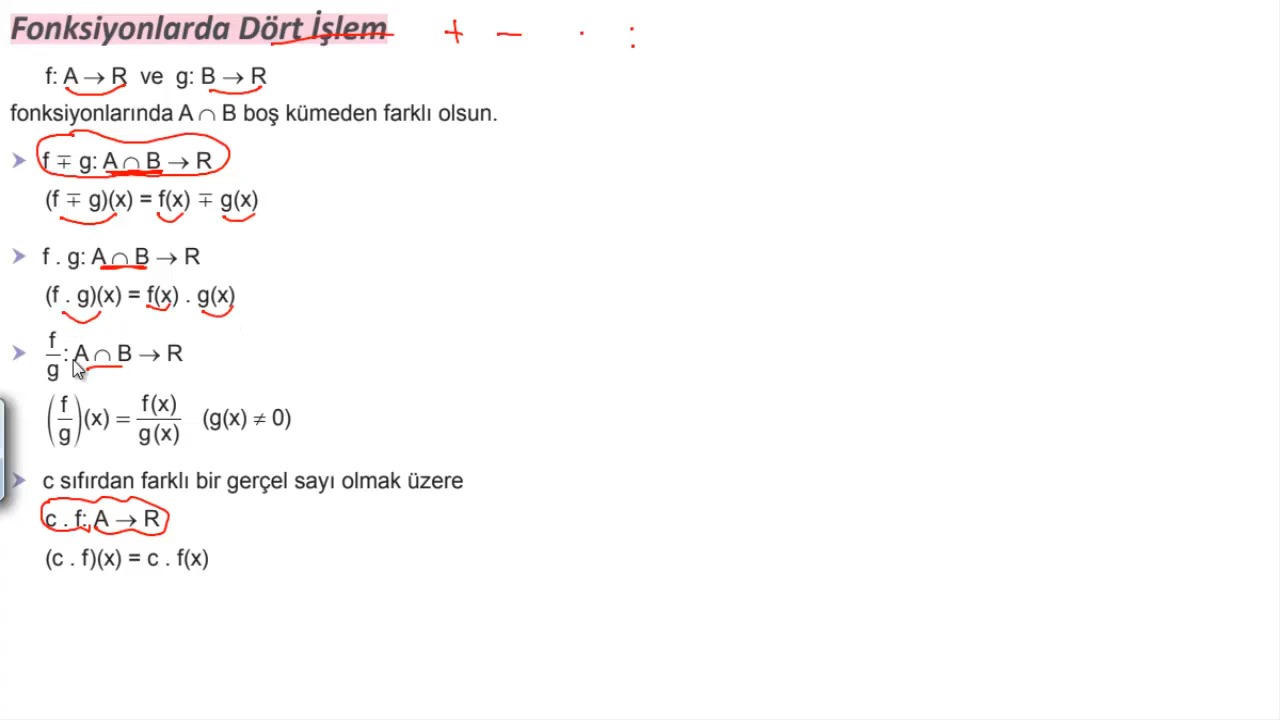 Fonksiyonlarda Dört İşlem + − . :
f: A → R ve g: B → R
fonksiyonlarında A ∩ B boş kümeden farklı olsun.
➤ f ∓ g: A ∩ B → R
(f ∓ g)(x) = f(x) ∓ g(x)
➤ f . g: A ∩ B → R
(f . g)(x) = f(x) . g(x)
➤ f/g : A ∩ B → R
(f/g)(x) = f(x)/g(x) (g(x) ≠ 0)
➤ c sıfırdan farklı bir gerçel sayı olmak üzere
c . f: A → R
(c . f)(x) = c . f(x)